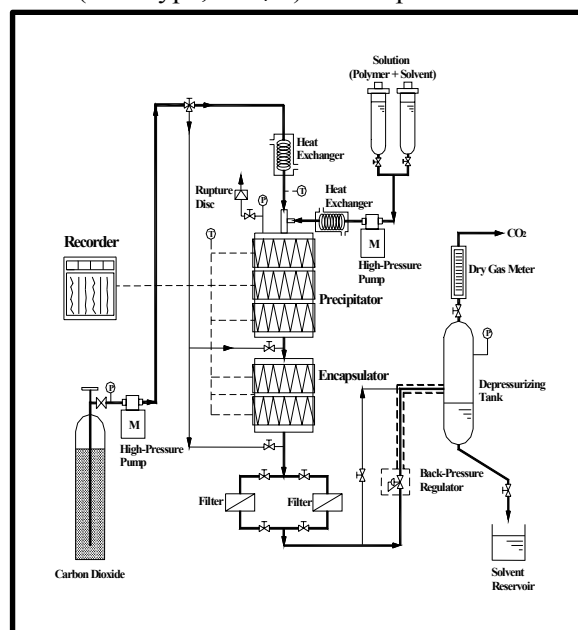 Solution
(Polymer + Solvent)
Heat
Exchanger
Rupture
Disc
P
T
Heat
Exchanger
T
M
High-Pressure
Pump
CO₂
Dry Gas Meter
Recorder
Precipitator
P
Encapsulator
Depressurizing
Tank
P
M
High-Pressure
Pump
Back-Pressure
Regulator
Filter
Filter
Carbon Dioxide
Solvent
Reservoir